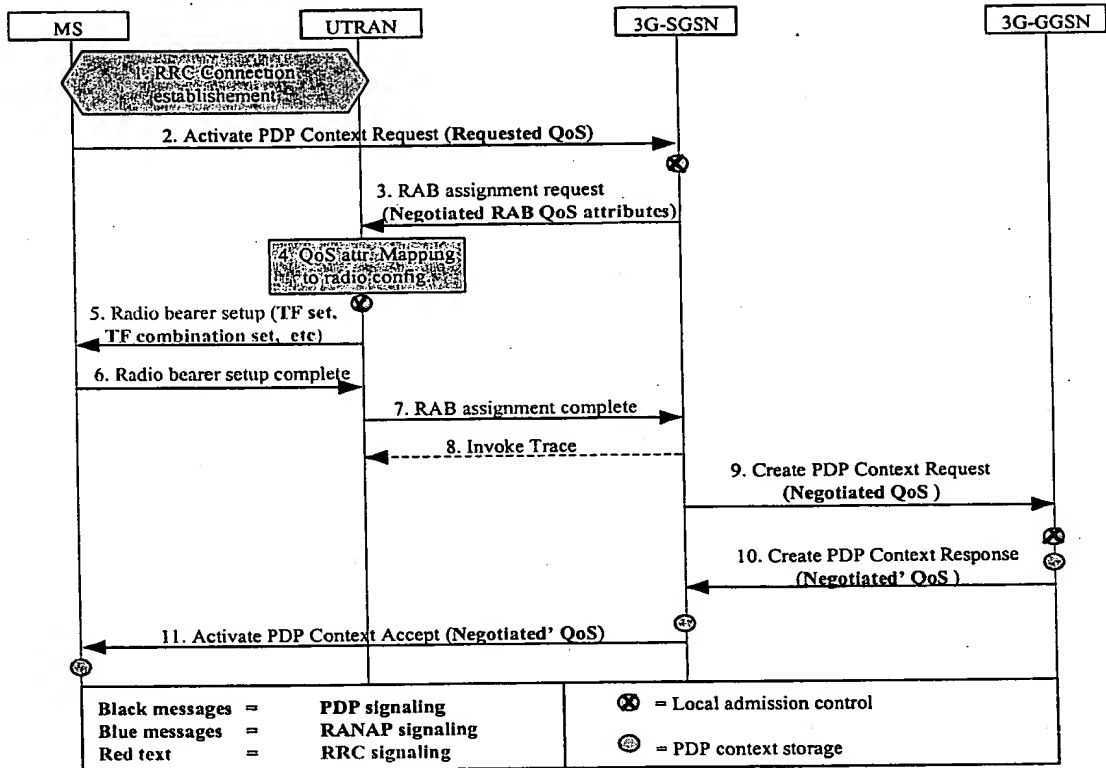 MS
UTRAN
3G-SGSN
3G-GGSN
1. RRC Connection
establishement
2. Activate PDP Context Request (Requested QoS)
3. RAB assignment request
(Negotiated RAB QoS attributes)
4. QoS attr. Mapping
to radio config.
5. Radio bearer setup (TF set,
TF combination set, etc)
6. Radio bearer setup complete
7. RAB assignment complete
8. Invoke Trace
9. Create PDP Context Request
(Negotiated QoS )
10. Create PDP Context Response
(Negotiated' QoS )
11. Activate PDP Context Accept (Negotiated' QoS)
Black messages = PDP signaling
Blue messages = RANAP signaling
Red text = RRC signaling
= Local admission control
= PDP context storage